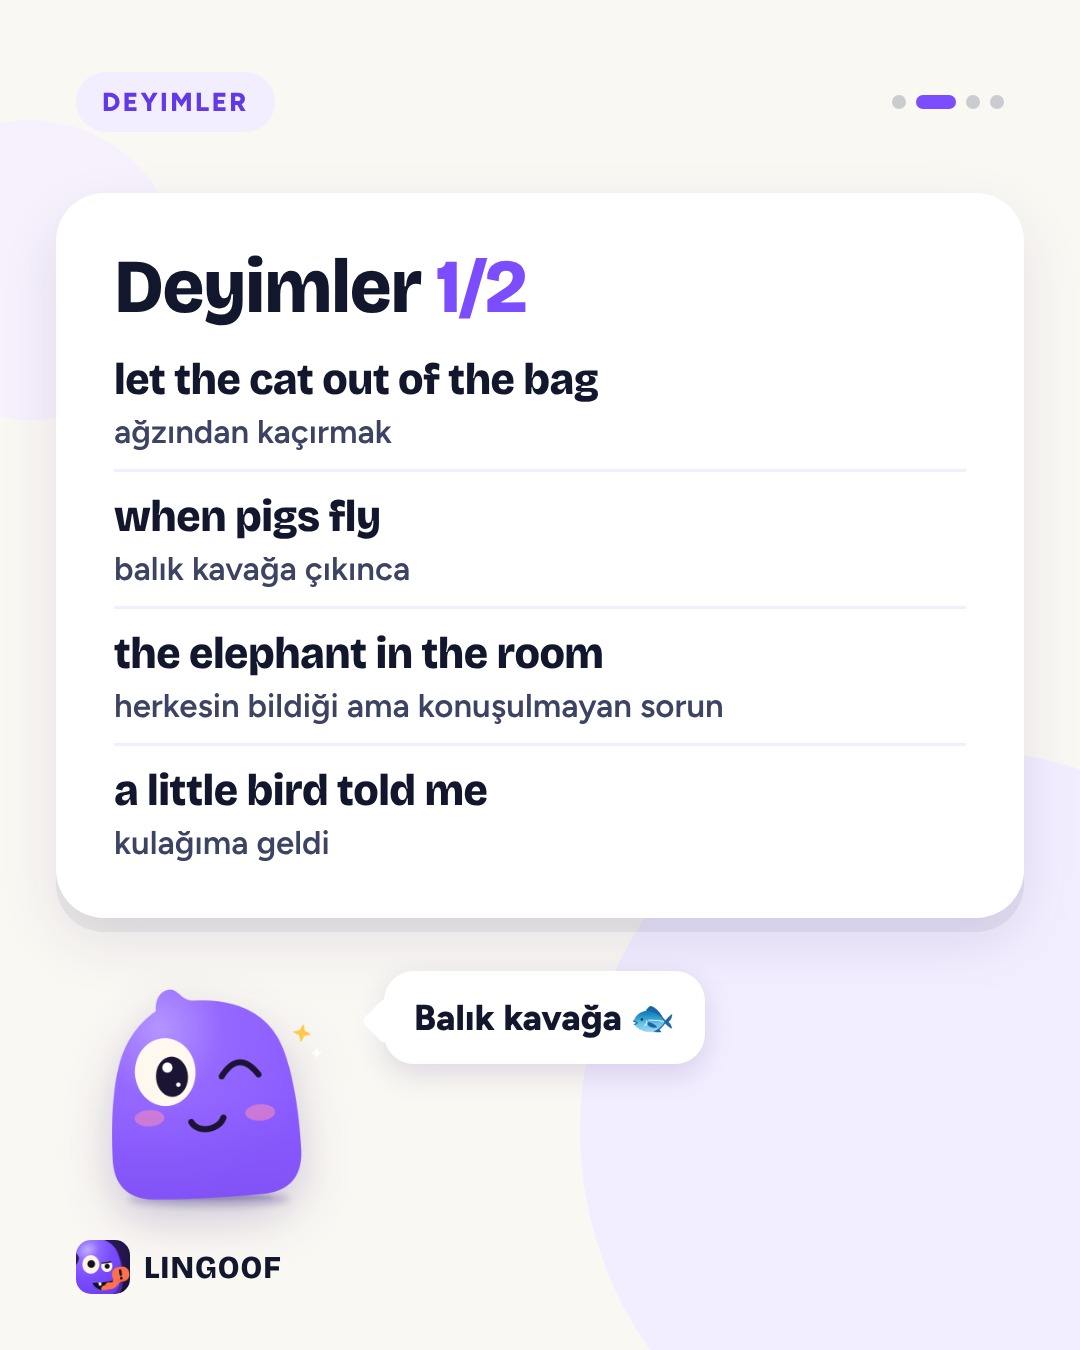 DEYIMLER
Deyimler 1/2
let the cat out of the bag
ağzından kaçırmak
when pigs fly
balık kavağa çıkınca
the elephant in the room
herkesin bildiği ama konuşulmayan sorun
a little bird told me
kulağıma geldi
Balık kavağa 🐟
LINGOOF